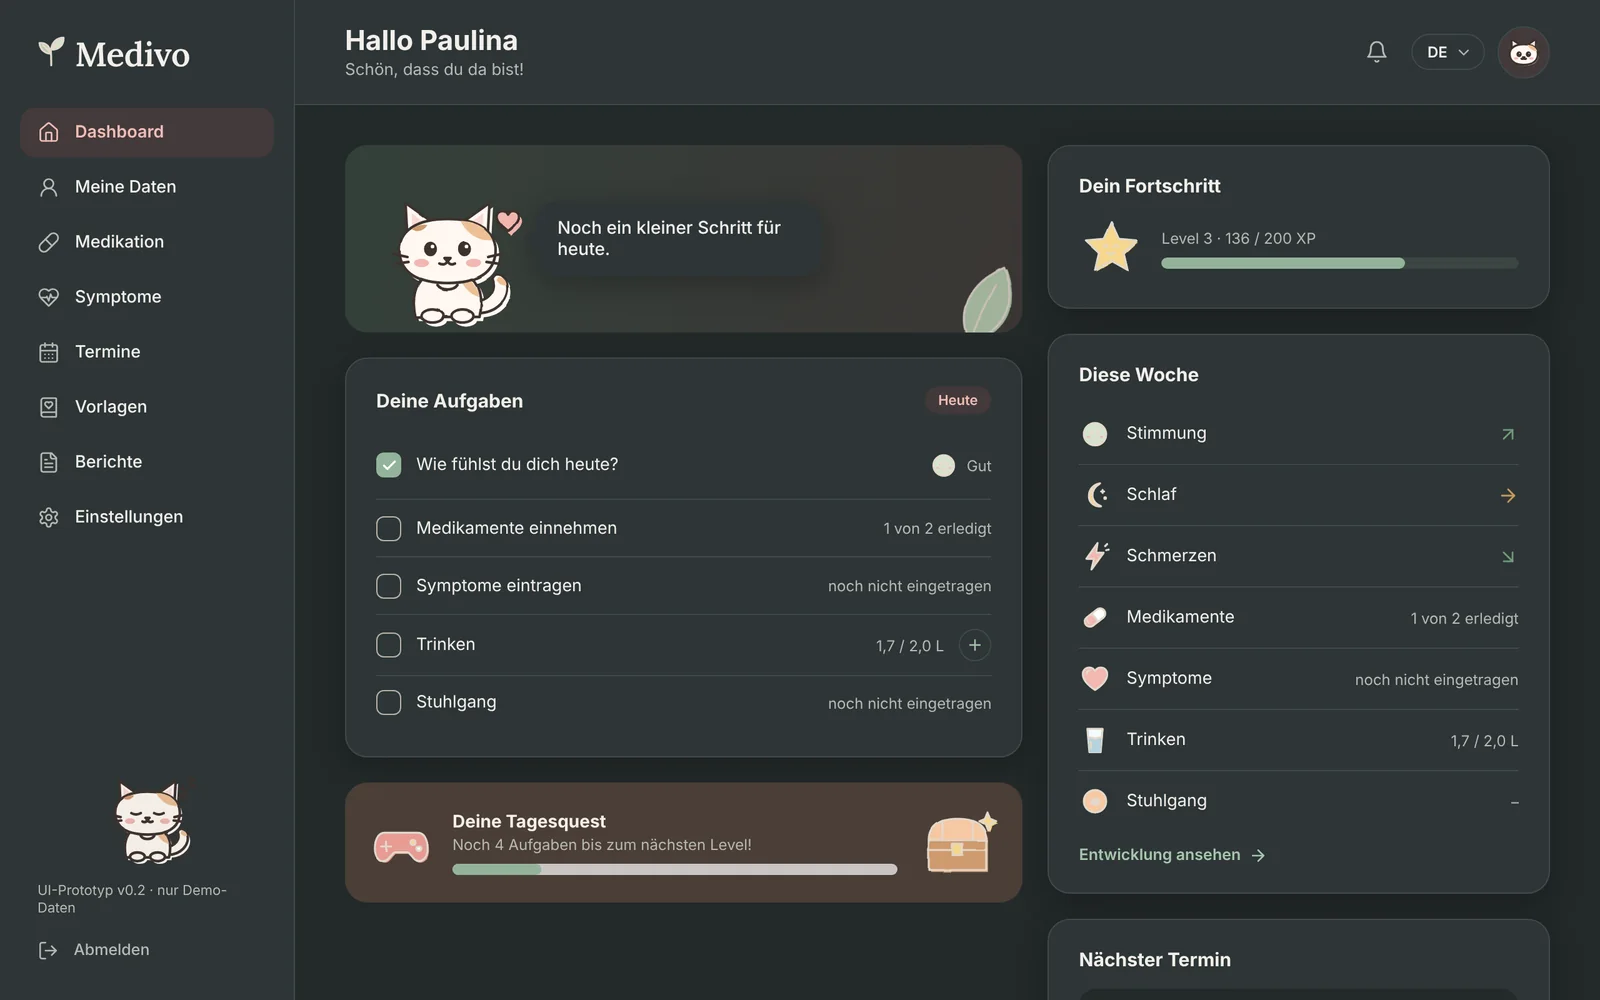 Medivo
Dashboard
Meine Daten
Medikation
Symptome
Termine
Vorlagen
Berichte
Einstellungen
UI-Prototyp v0.2 · nur Demo-
Daten
Abmelden
Hallo Paulina
Schön, dass du da bist!
DE
Noch ein kleiner Schritt für
heute.
Deine Aufgaben
Heute
Wie fühlst du dich heute?
Gut
Medikamente einnehmen
1 von 2 erledigt
Symptome eintragen
noch nicht eingetragen
Trinken
1,7 / 2,0 L
+
Stuhlgang
noch nicht eingetragen
Deine Tagesquest
Noch 4 Aufgaben bis zum nächsten Level!
Dein Fortschritt
Level 3 · 136 / 200 XP
Diese Woche
Stimmung
Schlaf
Schmerzen
Medikamente
1 von 2 erledigt
Symptome
noch nicht eingetragen
Trinken
1,7 / 2,0 L
Stuhlgang
–
Entwicklung ansehen →
Nächster Termin